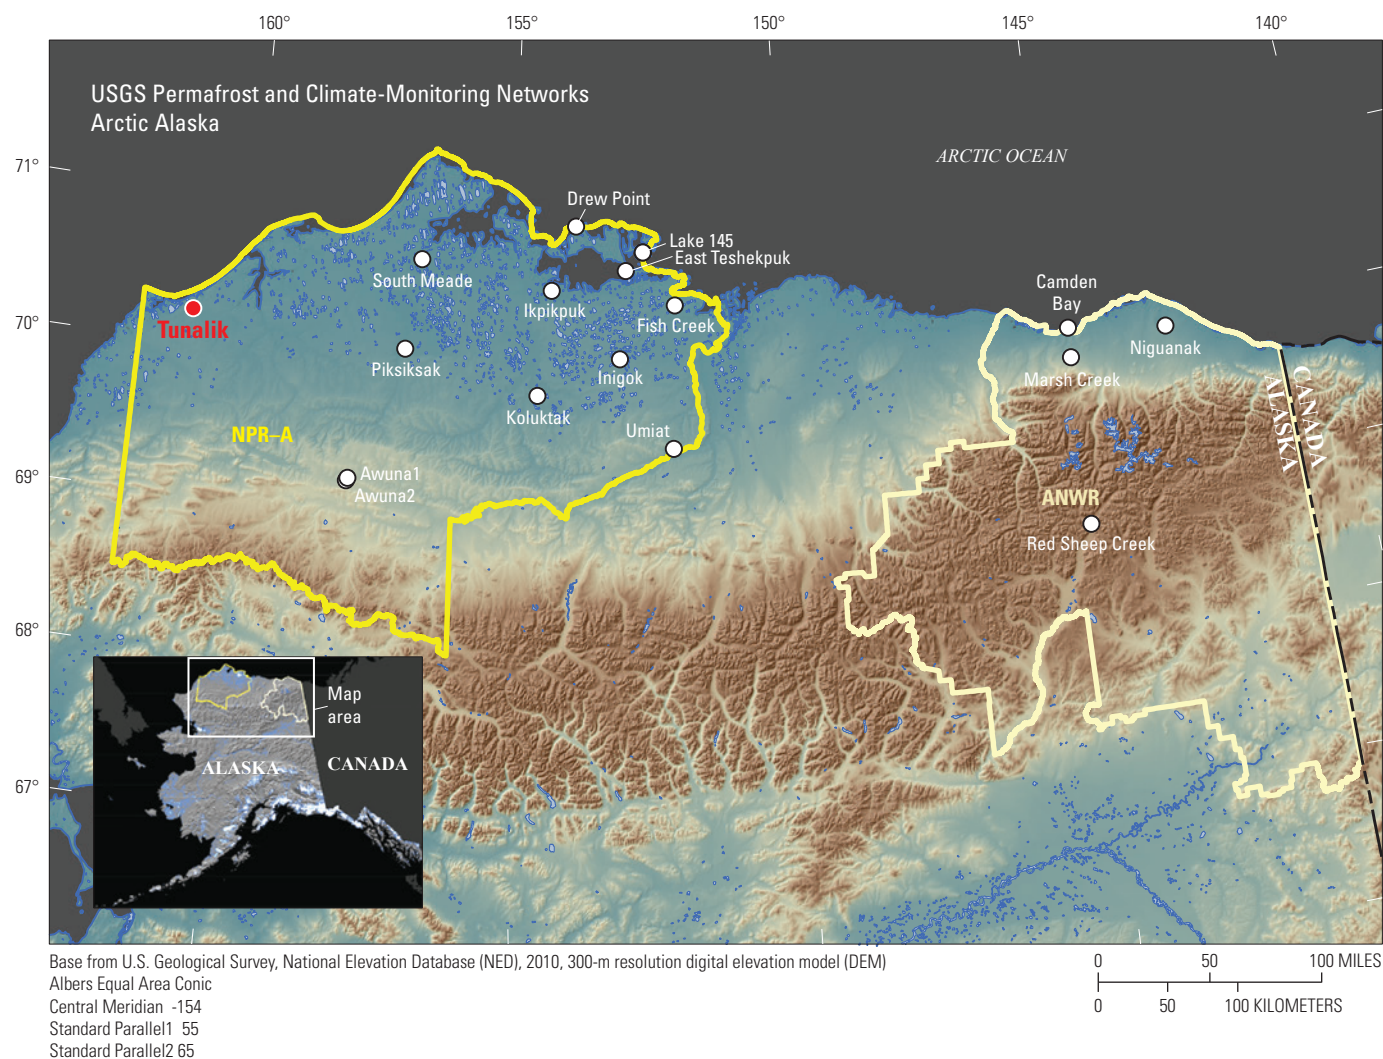 160°
155°
150°
145°
140°
USGS Permafrost and Climate-Monitoring Networks
Arctic Alaska
ARCTIC OCEAN
71°
70°
69°
68°
67°
Drew Point
Lake 145
East Teshekpuk
South Meade
Ikpikpuk
Fish Creek
Tunalik
Piksiksak
Inigok
Koluktak
Umiat
NPR–A
Awuna1
Awuna2
Camden
Bay
Niguanak
Marsh Creek
CANADA
ALASKA
ANWR
Red Sheep Creek
Map
area
ALASKA
CANADA
Base from U.S. Geological Survey, National Elevation Database (NED), 2010, 300-m resolution digital elevation model (DEM)
Albers Equal Area Conic
Central Meridian -154
Standard Parallel1 55
Standard Parallel2 65
0 50 100 MILES
0 50 100 KILOMETERS